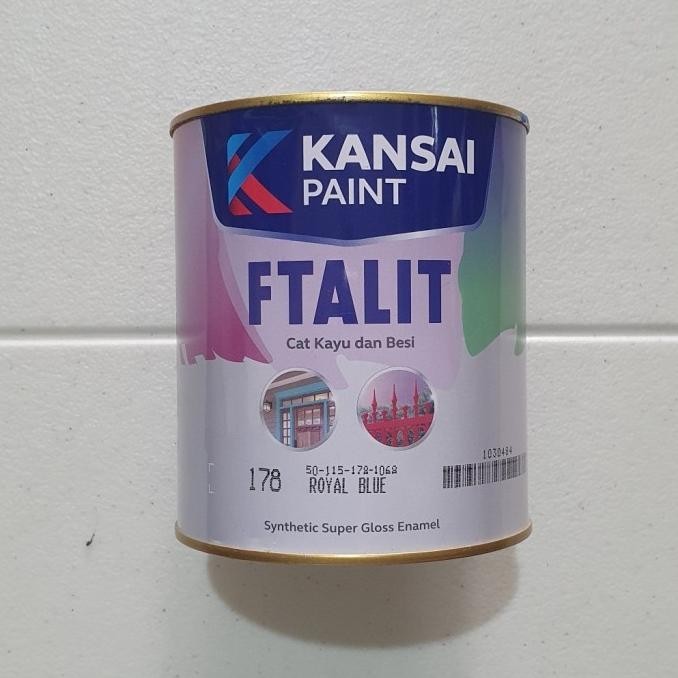 KANSAI
PAINT
FTALIT
Cat Kayu dan Besi
1030484
50-115-178-1068
178 ROYAL BLUE
Synthetic Super Gloss Enamel